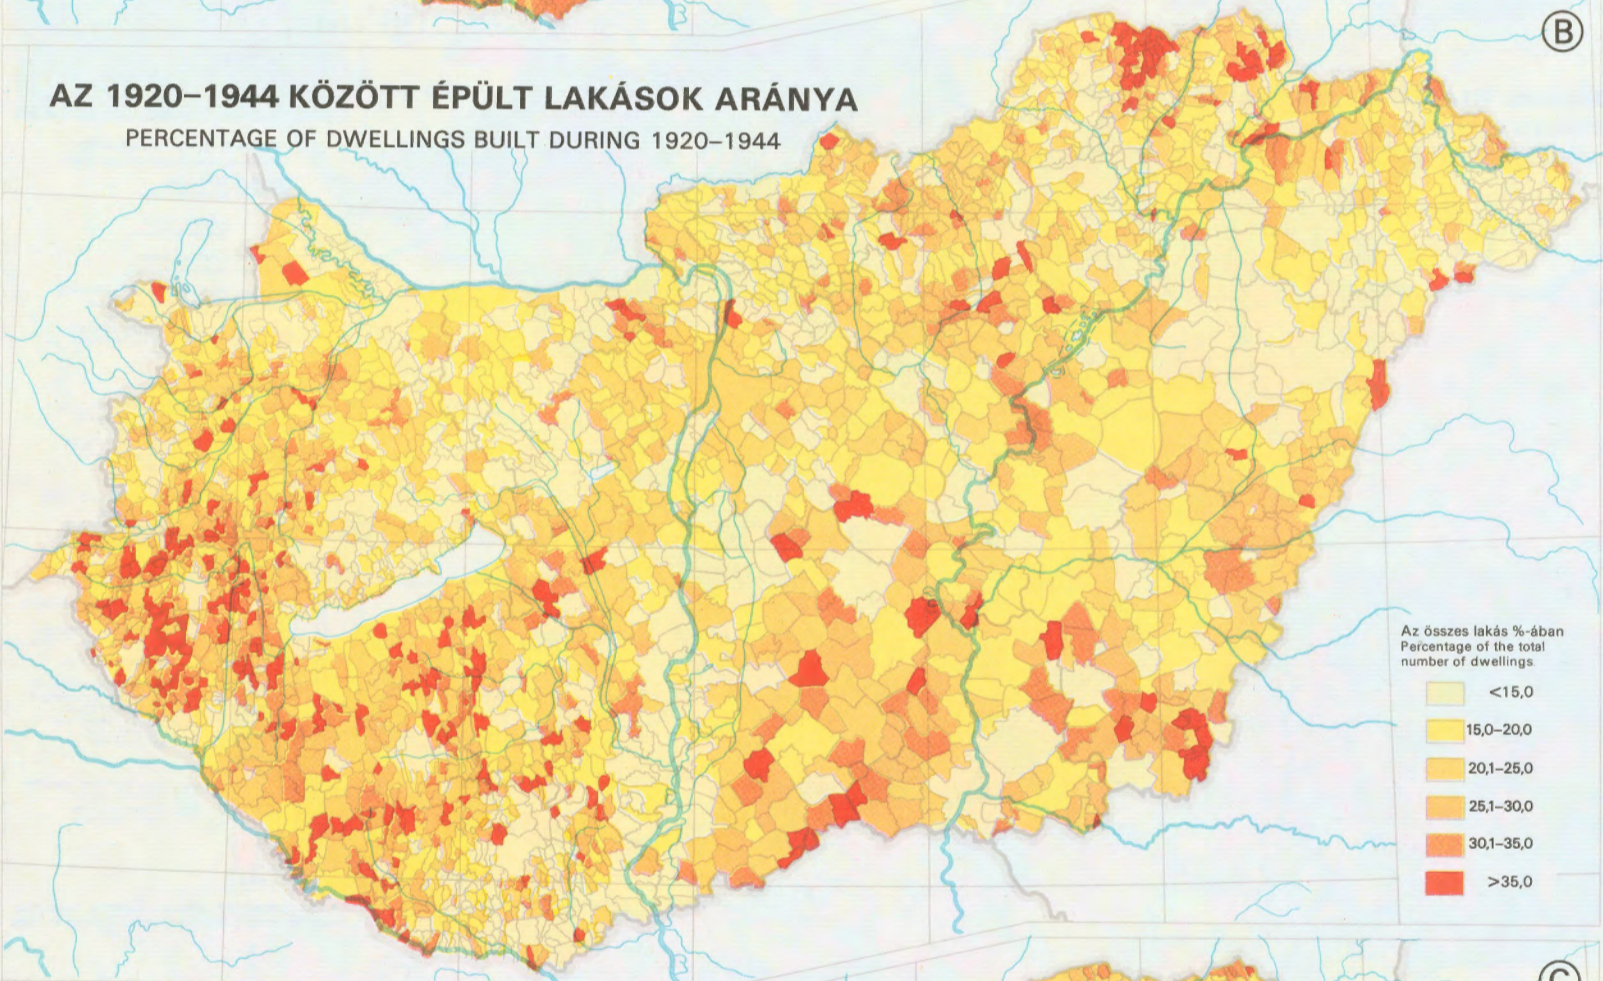 B
AZ 1920–1944 KÖZÖTT ÉPÜLT LAKÁSOK ARÁNYA
PERCENTAGE OF DWELLINGS BUILT DURING 1920–1944
Az összes lakás %-ában
Percentage of the total
number of dwellings
<15,0
15,0–20,0
20,1–25,0
25,1–30,0
30,1–35,0
>35,0
C